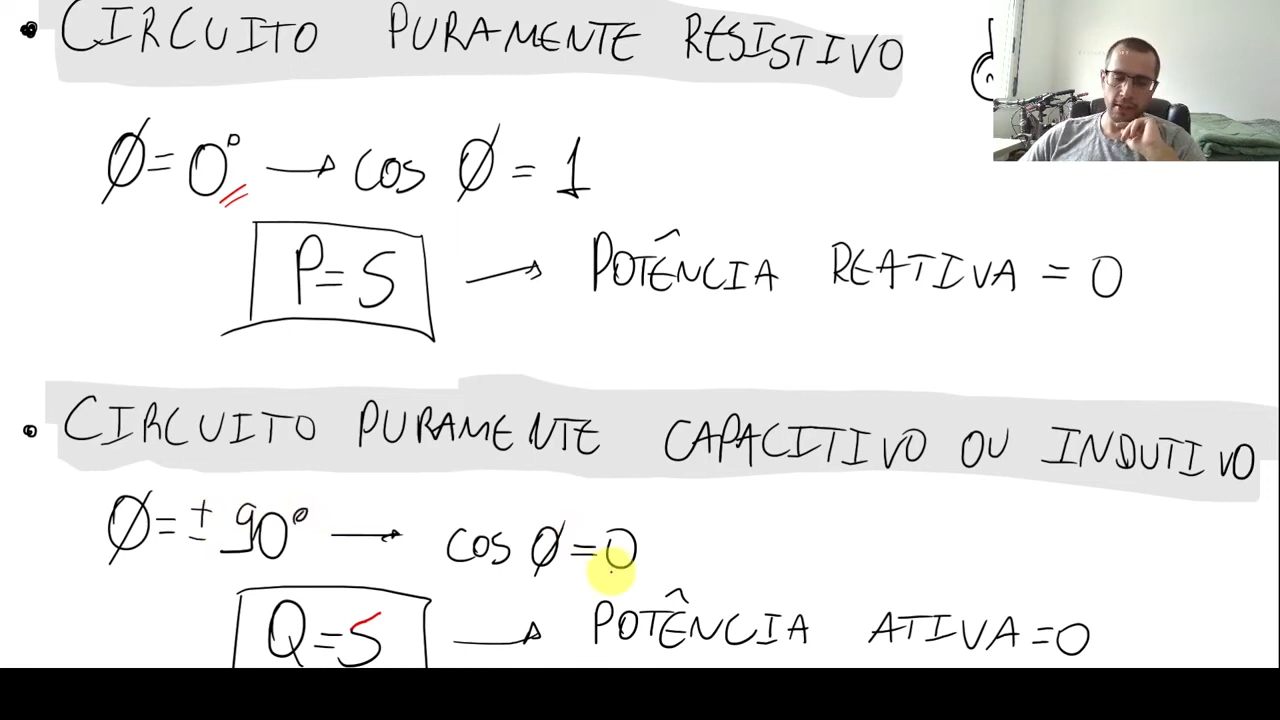 • CIRCUITO PURAMENTE RESISTIVO
Ø = 0° → cos Ø = 1
P = S → POTÊNCIA REATIVA = 0
• CIRCUITO PURAMENTE CAPACITIVO OU INDUTIVO
Ø = ± 90° → cos Ø = 0
Q = S → POTÊNCIA ATIVA = 0